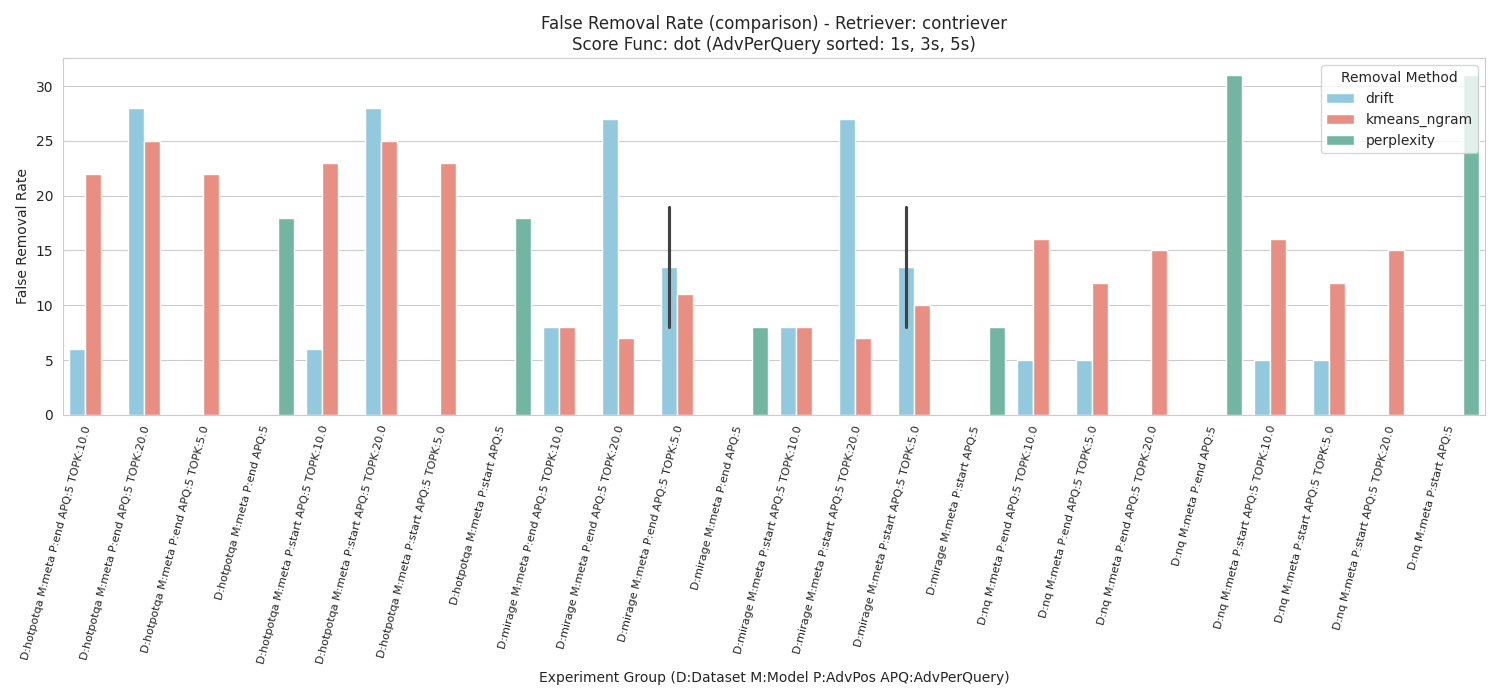 False Removal Rate (comparison) - Retriever: contriever
Score Func: dot (AdvPerQuery sorted: 1s, 3s, 5s)
Removal Method
drift
kmeans_ngram
perplexity
False Removal Rate
30
25
20
15
10
5
0
D:hotpotqa M:meta P:end APQ:5 TOPK:10.0
D:hotpotqa M:meta P:end APQ:5 TOPK:20.0
D:hotpotqa M:meta P:end APQ:5 TOPK:5.0
D:hotpotqa M:meta P:end APQ:5
D:hotpotqa M:meta P:start APQ:5 TOPK:10.0
D:hotpotqa M:meta P:start APQ:5 TOPK:20.0
D:hotpotqa M:meta P:start APQ:5 TOPK:5.0
D:hotpotqa M:meta P:start APQ:5
D:mirage M:meta P:end APQ:5 TOPK:10.0
D:mirage M:meta P:end APQ:5 TOPK:20.0
D:mirage M:meta P:end APQ:5 TOPK:5.0
D:mirage M:meta P:end APQ:5
D:mirage M:meta P:start APQ:5 TOPK:10.0
D:mirage M:meta P:start APQ:5 TOPK:20.0
D:mirage M:meta P:start APQ:5 TOPK:5.0
D:mirage M:meta P:start APQ:5
D:nq M:meta P:end APQ:5 TOPK:10.0
D:nq M:meta P:end APQ:5 TOPK:5.0
D:nq M:meta P:end APQ:5 TOPK:20.0
D:nq M:meta P:end APQ:5
D:nq M:meta P:start APQ:5 TOPK:10.0
D:nq M:meta P:start APQ:5 TOPK:5.0
D:nq M:meta P:start APQ:5 TOPK:20.0
D:nq M:meta P:start APQ:5
Experiment Group (D:Dataset M:Model P:AdvPos APQ:AdvPerQuery)